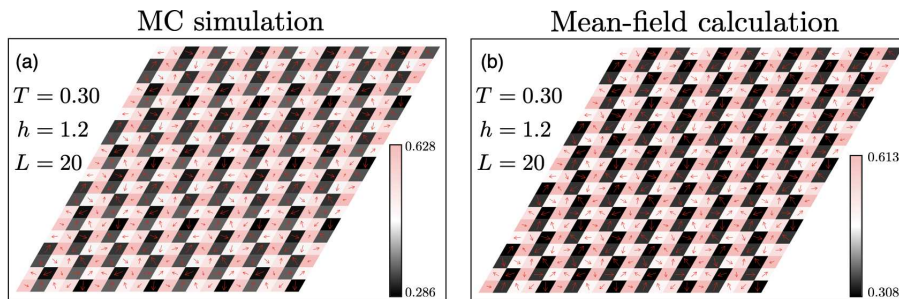 MC simulation
Mean-field calculation
(a)
T = 0.30
h = 1.2
L = 20
0.628
0.286
(b)
T = 0.30
h = 1.2
L = 20
0.613
0.308